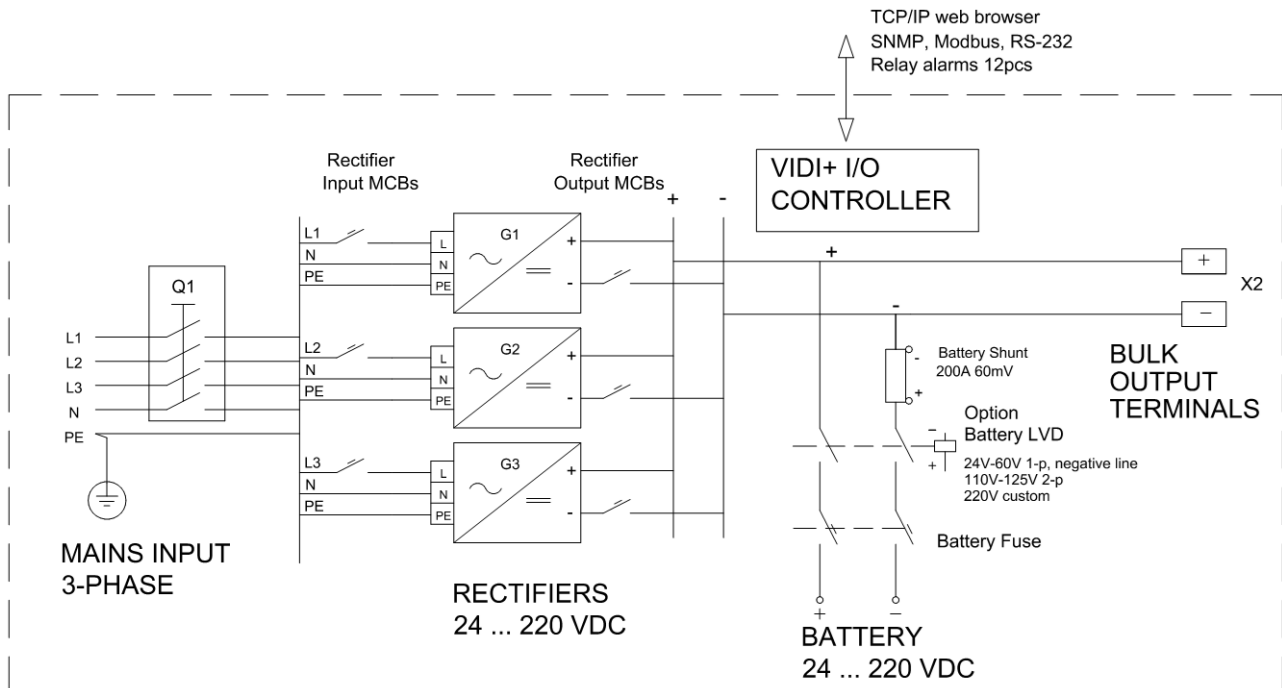 TCP/IP web browser
SNMP, Modbus, RS-232
Relay alarms 12pcs
Rectifier
Input MCBs
Rectifier
Output MCBs
+
-
VIDI+ I/O
CONTROLLER
L1
N
PE
L
N
PE
G1
+
-
Q1
L1
L2
L3
N
PE
L2
N
PE
L
N
PE
G2
+
-
L3
N
PE
L
N
PE
G3
+
-
+
-
+
−
X2
BULK
OUTPUT
TERMINALS
-
+
Battery Shunt
200A 60mV
Option
Battery LVD
−
+
24V-60V 1-p, negative line
110V-125V 2-p
220V custom
Battery Fuse
+
−
MAINS INPUT
3-PHASE
RECTIFIERS
24 ... 220 VDC
BATTERY
24 ... 220 VDC